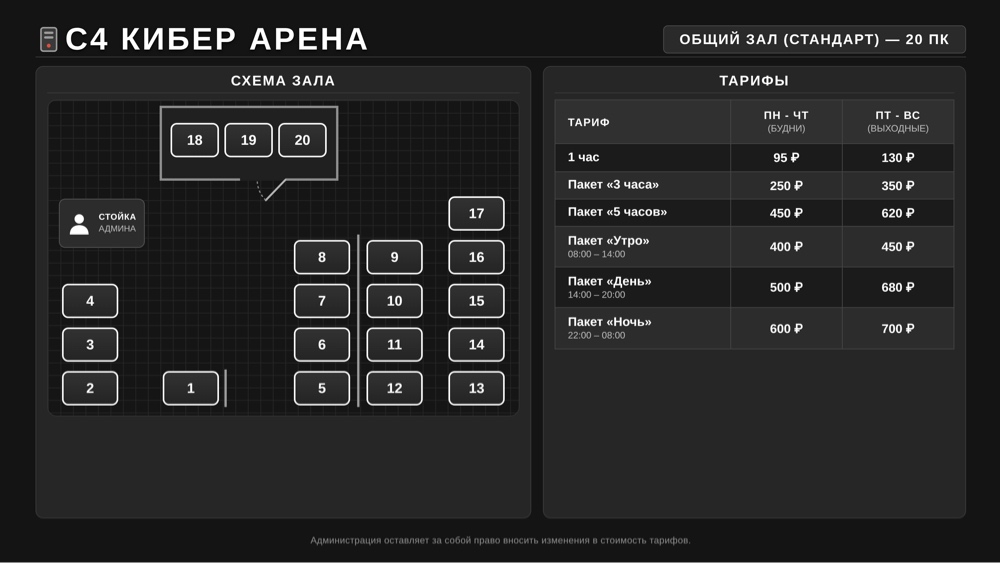 C4 КИБЕР АРЕНА
ОБЩИЙ ЗАЛ (СТАНДАРТ) — 20 ПК
СХЕМА ЗАЛА
18 19 20
СТОЙКА
АДМИНА
17
8 9 16
4 7 10 15
3 6 11 14
2 1 5 12 13
ТАРИФЫ
ТАРИФ ПН - ЧТ ПТ - ВС
(БУДНИ) (ВЫХОДНЫЕ)
1 час 95 ₽ 130 ₽
Пакет «3 часа» 250 ₽ 350 ₽
Пакет «5 часов» 450 ₽ 620 ₽
Пакет «Утро» 400 ₽ 450 ₽
08:00 – 14:00
Пакет «День» 500 ₽ 680 ₽
14:00 – 20:00
Пакет «Ночь» 600 ₽ 700 ₽
22:00 – 08:00
Администрация оставляет за собой право вносить изменения в стоимость тарифов.